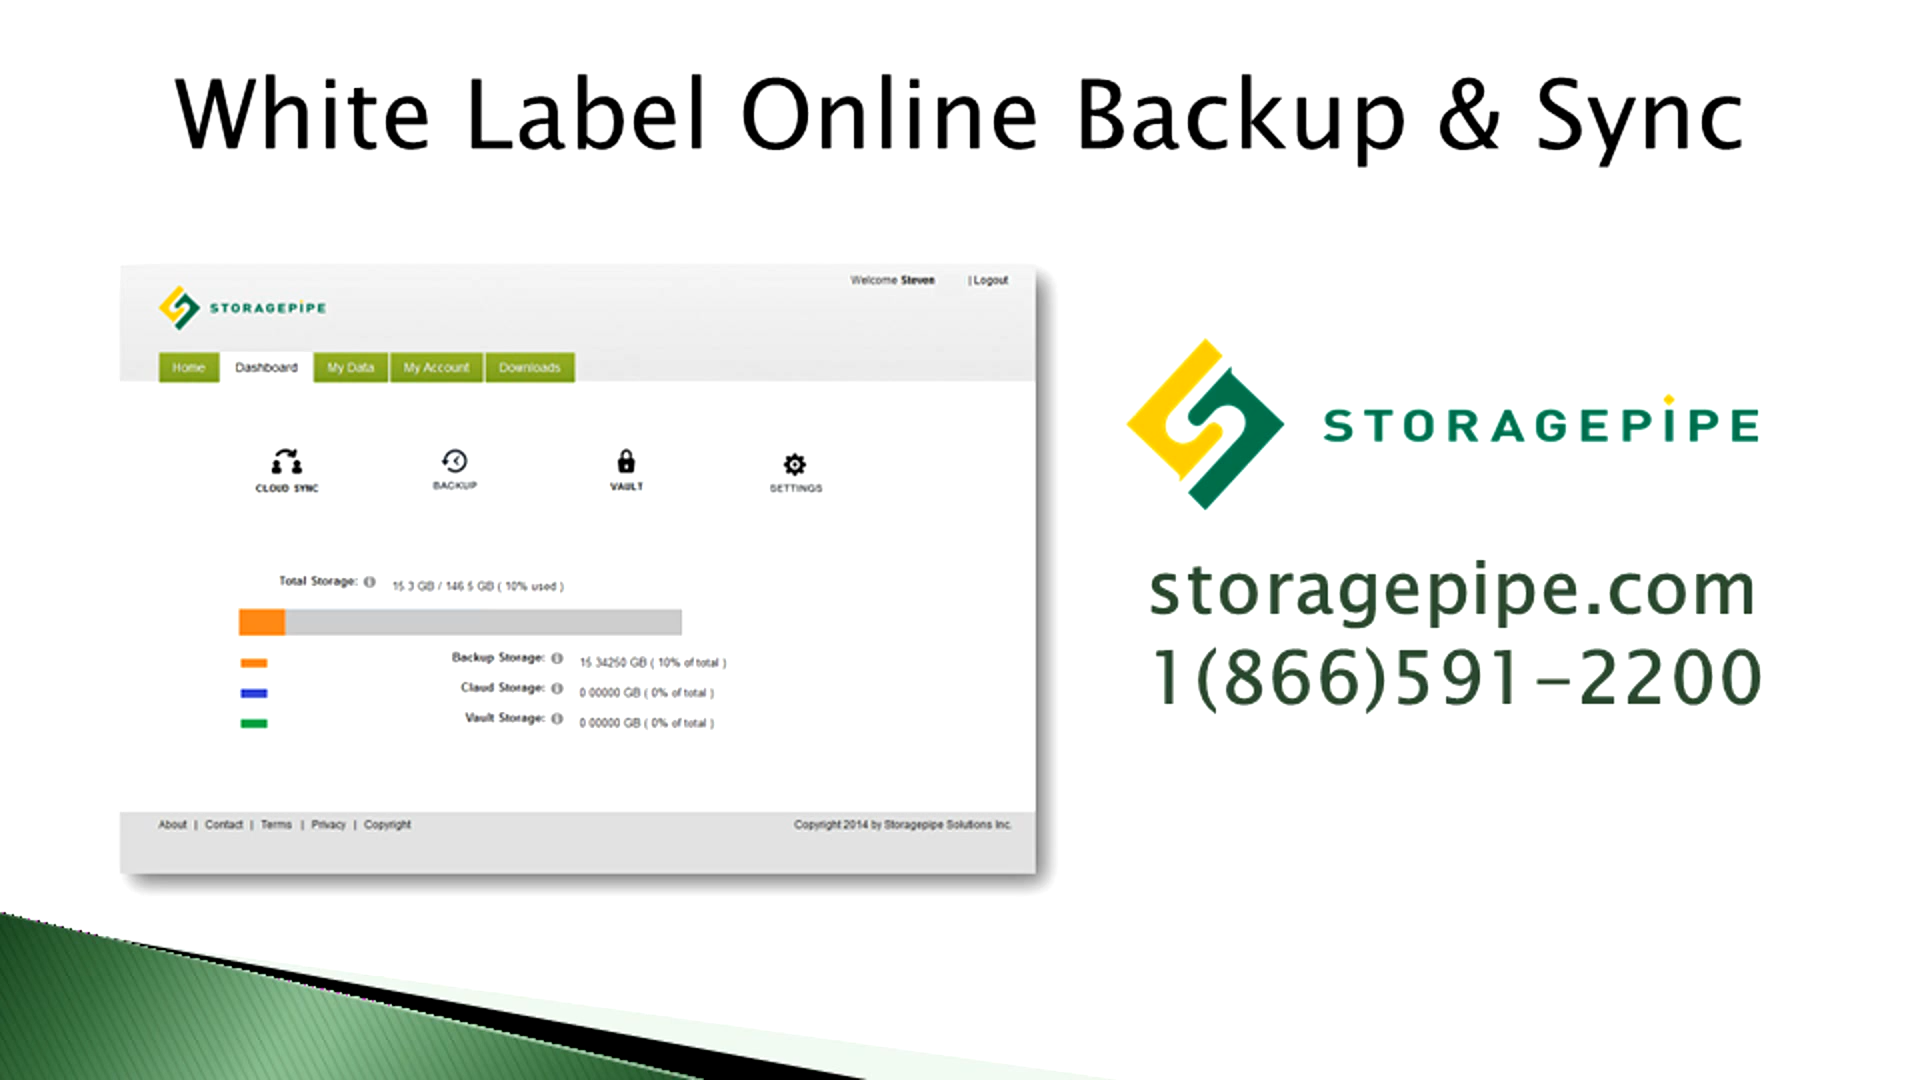 White Label Online Backup & Sync
Welcome Steven | Logout
STORAGEPIPE
Home Dashboard My Data My Account Downloads
CLOUD SYNC BACKUP VAULT SETTINGS
Total Storage: 15.3 GB / 146.5 GB ( 10% used )
Backup Storage: 15.34250 GB ( 10% of total )
Cloud Storage: 0.00000 GB ( 0% of total )
Vault Storage: 0.00000 GB ( 0% of total )
About | Contact | Terms | Privacy | Copyright
Copyright 2014 by Storagepipe Solutions Inc.
STORAGEPIPE
storagepipe.com
1(866)591-2200